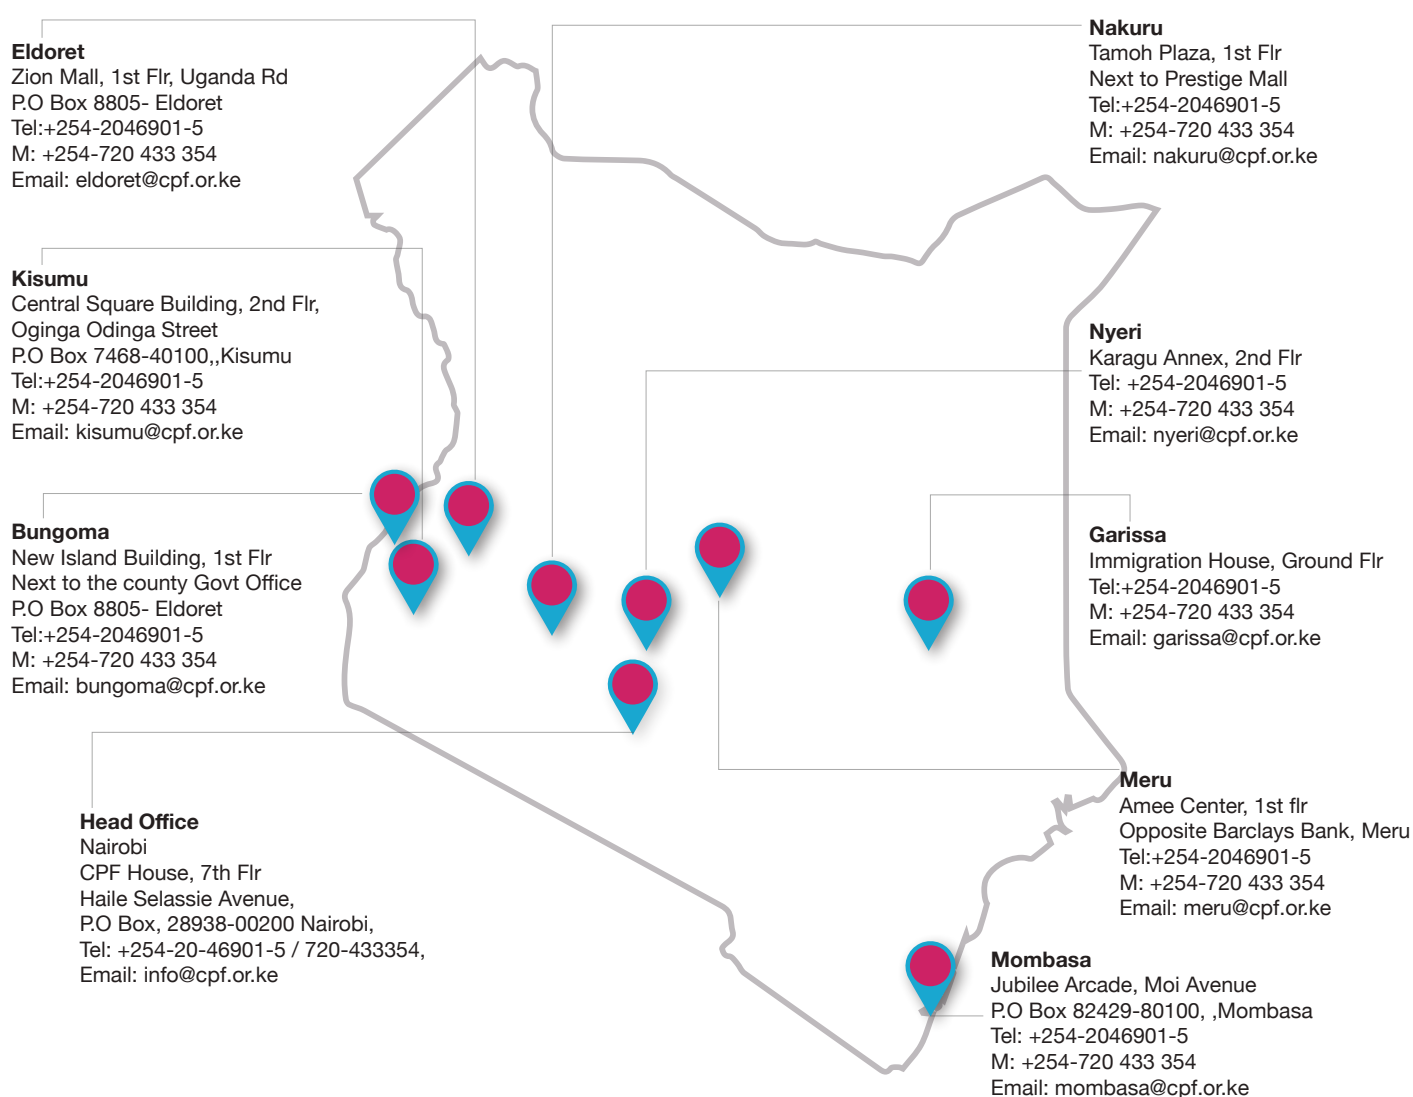 Eldoret
Zion Mall, 1st Flr, Uganda Rd
P.O Box 8805- Eldoret
Tel:+254-2046901-5
M: +254-720 433 354
Email: eldoret@cpf.or.ke
Kisumu
Central Square Building, 2nd Flr,
Oginga Odinga Street
P.O Box 7468-40100,,Kisumu
Tel:+254-2046901-5
M: +254-720 433 354
Email: kisumu@cpf.or.ke
Bungoma
New Island Building, 1st Flr
Next to the county Govt Office
P.O Box 8805- Eldoret
Tel:+254-2046901-5
M: +254-720 433 354
Email: bungoma@cpf.or.ke
Head Office
Nairobi
CPF House, 7th Flr
Haile Selassie Avenue,
P.O Box, 28938-00200 Nairobi,
Tel: +254-20-46901-5 / 720-433354,
Email: info@cpf.or.ke
Nakuru
Tamoh Plaza, 1st Flr
Next to Prestige Mall
Tel:+254-2046901-5
M: +254-720 433 354
Email: nakuru@cpf.or.ke
Nyeri
Karagu Annex, 2nd Flr
Tel: +254-2046901-5
M: +254-720 433 354
Email: nyeri@cpf.or.ke
Garissa
Immigration House, Ground Flr
Tel:+254-2046901-5
M: +254-720 433 354
Email: garissa@cpf.or.ke
Meru
Amee Center, 1st flr
Opposite Barclays Bank, Meru
Tel:+254-2046901-5
M: +254-720 433 354
Email: meru@cpf.or.ke
Mombasa
Jubilee Arcade, Moi Avenue
P.O Box 82429-80100, ,Mombasa
Tel: +254-2046901-5
M: +254-720 433 354
Email: mombasa@cpf.or.ke